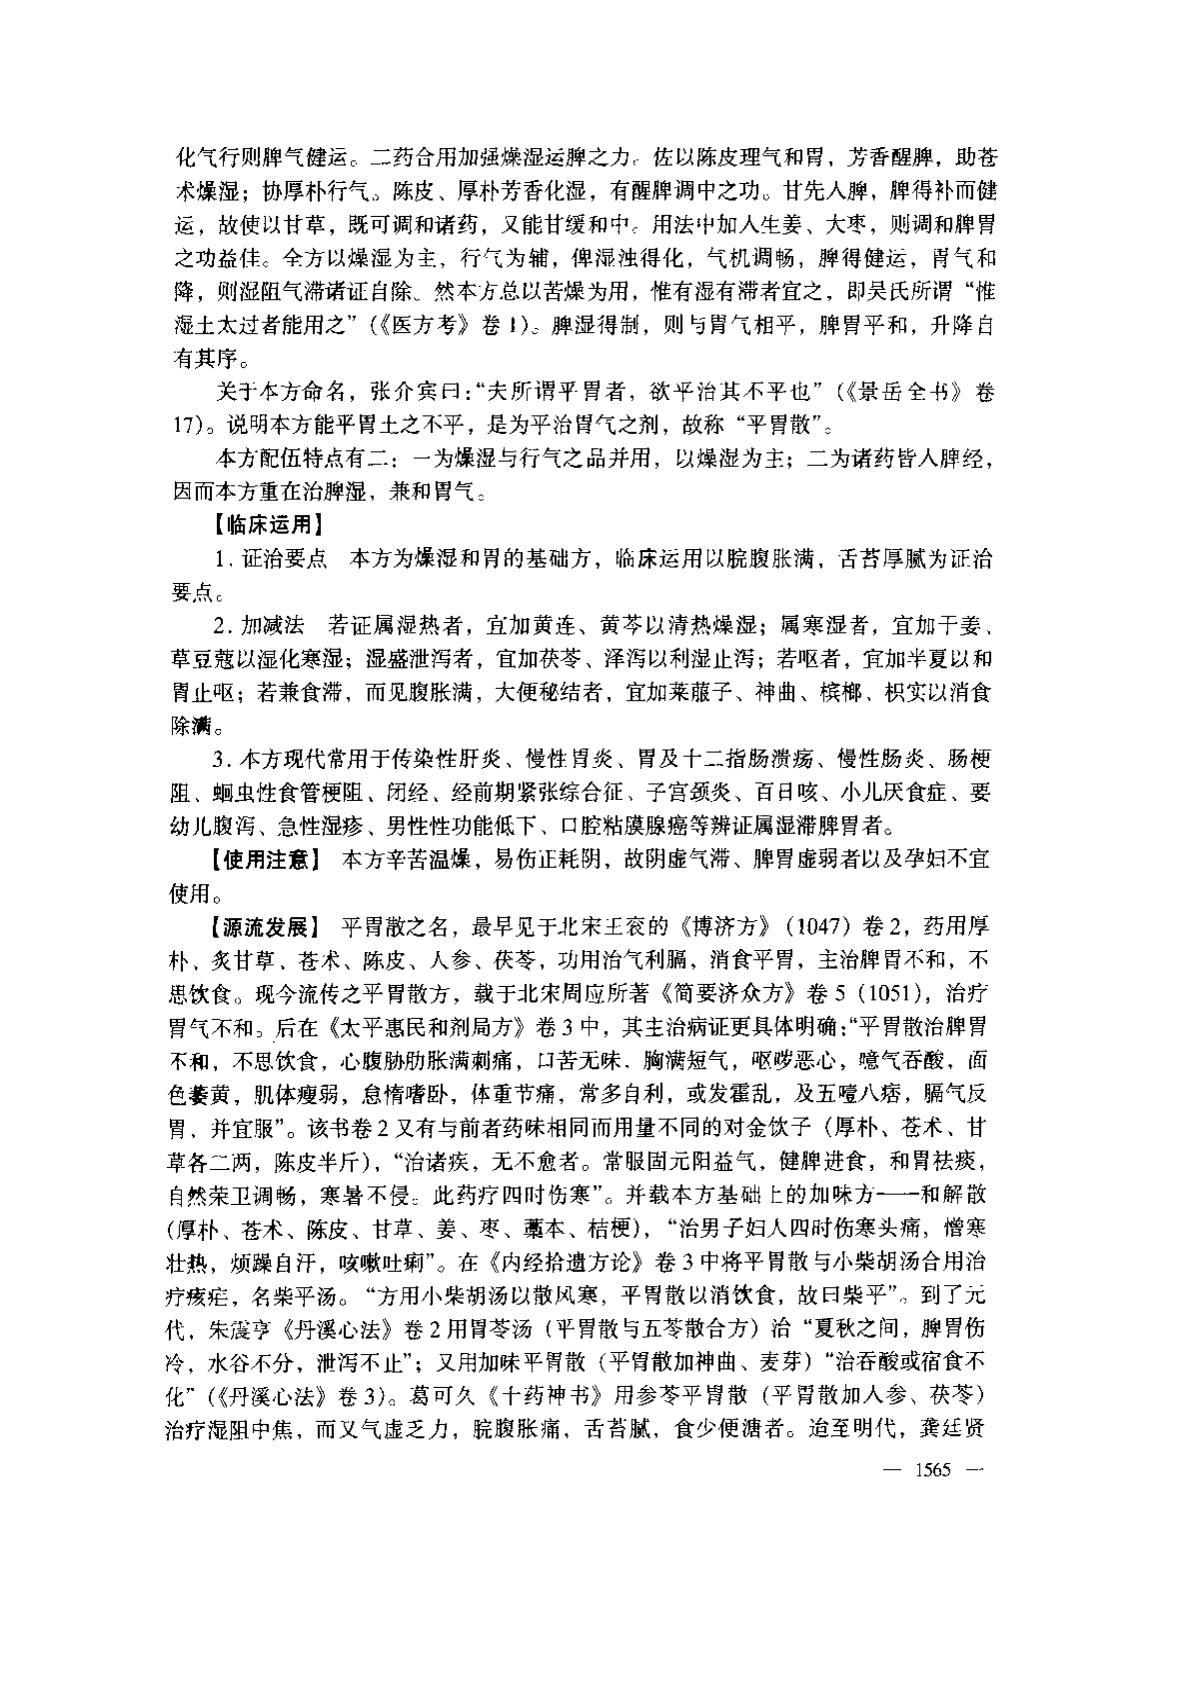 化气行则脾气健运。二药合用加强燥湿运脾之力。佐以陈皮理气和胃，芳香醒脾，助苍
术燥湿；协厚朴行气。陈皮、厚朴芳香化湿，有醒脾调中之功。甘先入脾，脾得补而健
运，故使以甘草，既可调和诸药，又能甘缓和中。用法中加入生姜、大枣，则调和脾胃
之功益佳。全方以燥湿为主，行气为辅，俾湿浊得化，气机调畅，脾得健运，胃气和
降，则湿阻气滞诸证自除。然本方总以苦燥为用，惟有湿有滞者宜之，即吴氏所谓“惟
湿土太过者能用之”（《医方考》卷1）。脾湿得制，则与胃气相平，脾胃平和，升降自
有其序。
关于本方命名，张介宾曰：“夫所谓平胃者，欲平治其不平也”（《景岳全书》卷
17）。说明本方能平胃土之不平，是为平治胃气之剂，故称“平胃散”。
本方配伍特点有二：一为燥湿与行气之品并用，以燥湿为主；二为诸药皆入脾经，
因而本方重在治脾湿，兼和胃气。
【临床运用】
1. 证治要点　本方为燥湿和胃的基础方，临床运用以脘腹胀满，舌苔厚腻为证治
要点。
2. 加减法　若证属湿热者，宜加黄连、黄芩以清热燥湿；属寒湿者，宜加干姜、
草豆蔻以温化寒湿；湿盛泄泻者，宜加茯苓、泽泻以利湿止泻；若呕者，宜加半夏以和
胃止呕；若兼食滞，而见腹胀满，大便秘结者，宜加莱菔子、神曲、槟榔、枳实以消食
除满。
3. 本方现代常用于传染性肝炎、慢性胃炎、胃及十二指肠溃疡、慢性肠炎、肠梗
阻、蛔虫性食管梗阻、闭经、经前期紧张综合征、子宫颈炎、百日咳、小儿厌食症、婴
幼儿腹泻、急性湿疹、男性性功能低下、口腔粘膜腺癌等辨证属湿滞脾胃者。
【使用注意】　本方辛苦温燥，易伤正耗阴，故阴虚气滞、脾胃虚弱者以及孕妇不宜
使用。
【源流发展】　平胃散之名，最早见于北宋王衮的《博济方》（1047）卷2，药用厚
朴、炙甘草、苍术、陈皮、人参、茯苓，功用治气利膈，消食平胃，主治脾胃不和，不
思饮食。现今流传之平胃散方，载于北宋周应所著《简要济众方》卷5（1051），治疗
胃气不和。后在《太平惠民和剂局方》卷3中，其主治病证更具体明确：“平胃散治脾胃
不和，不思饮食，心腹胁肋胀满刺痛，口苦无味，胸满短气，呕哕恶心，噫气吞酸，面
色萎黄，肌体瘦弱，怠惰嗜卧，体重节痛，常多自利，或发霍乱，及五噎八痞，膈气反
胃，并宜服”。该书卷2又有与前者药味相同而用量不同的对金饮子（厚朴、苍术、甘
草各二两，陈皮半斤），“治诸疾，无不愈者。常服固元阳益气，健脾进食，和胃祛痰，
自然荣卫调畅，寒暑不侵。此药疗四时伤寒”。并载本方基础上的加味方——和解散
（厚朴、苍术、陈皮、甘草、姜、枣、藁本、桔梗），“治男子妇人四时伤寒头痛，憎寒
壮热，烦躁自汗，咳嗽吐痢”。在《内经拾遗方论》卷3中将平胃散与小柴胡汤合用治
疗痎疟，名柴平汤。“方用小柴胡汤以散风寒，平胃散以消饮食，故曰柴平”。到了元
代，朱震亨《丹溪心法》卷2用胃苓汤（平胃散与五苓散合方）治“夏秋之间，脾胃伤
冷，水谷不分，泄泻不止”；又用加味平胃散（平胃散加神曲、麦芽）“治吞酸或宿食不
化”（《丹溪心法》卷3）。葛可久《十药神书》用参苓平胃散（平胃散加人参、茯苓）
治疗湿阻中焦，而又气虚乏力，脘腹胀痛，舌苔腻，食少便溏者。迨至明代，龚廷贤
— 1565 —